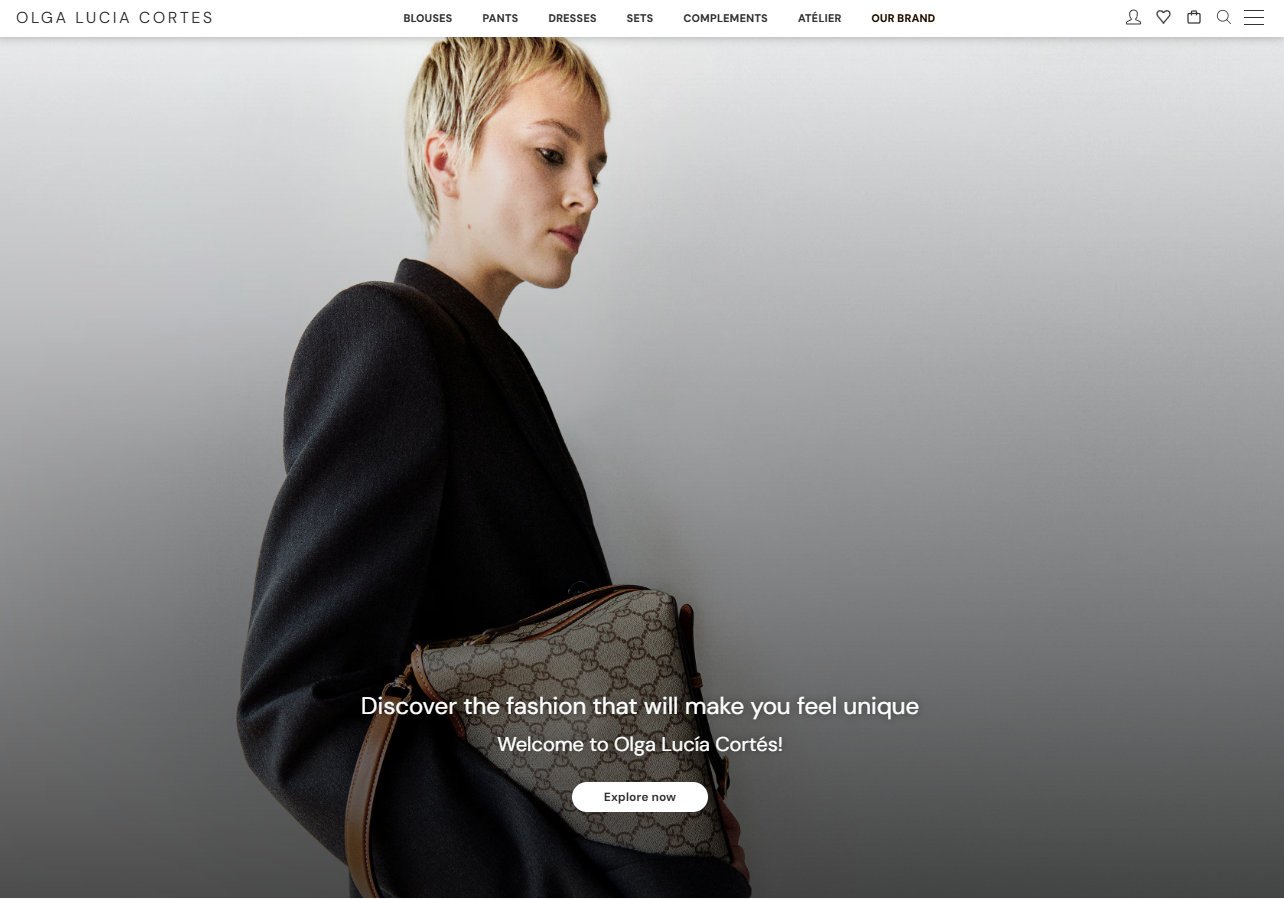 OLGA LUCIA CORTES
BLOUSES PANTS DRESSES SETS COMPLEMENTS ATÉLIER OUR BRAND
Discover the fashion that will make you feel unique
Welcome to Olga Lucía Cortés!
Explore now